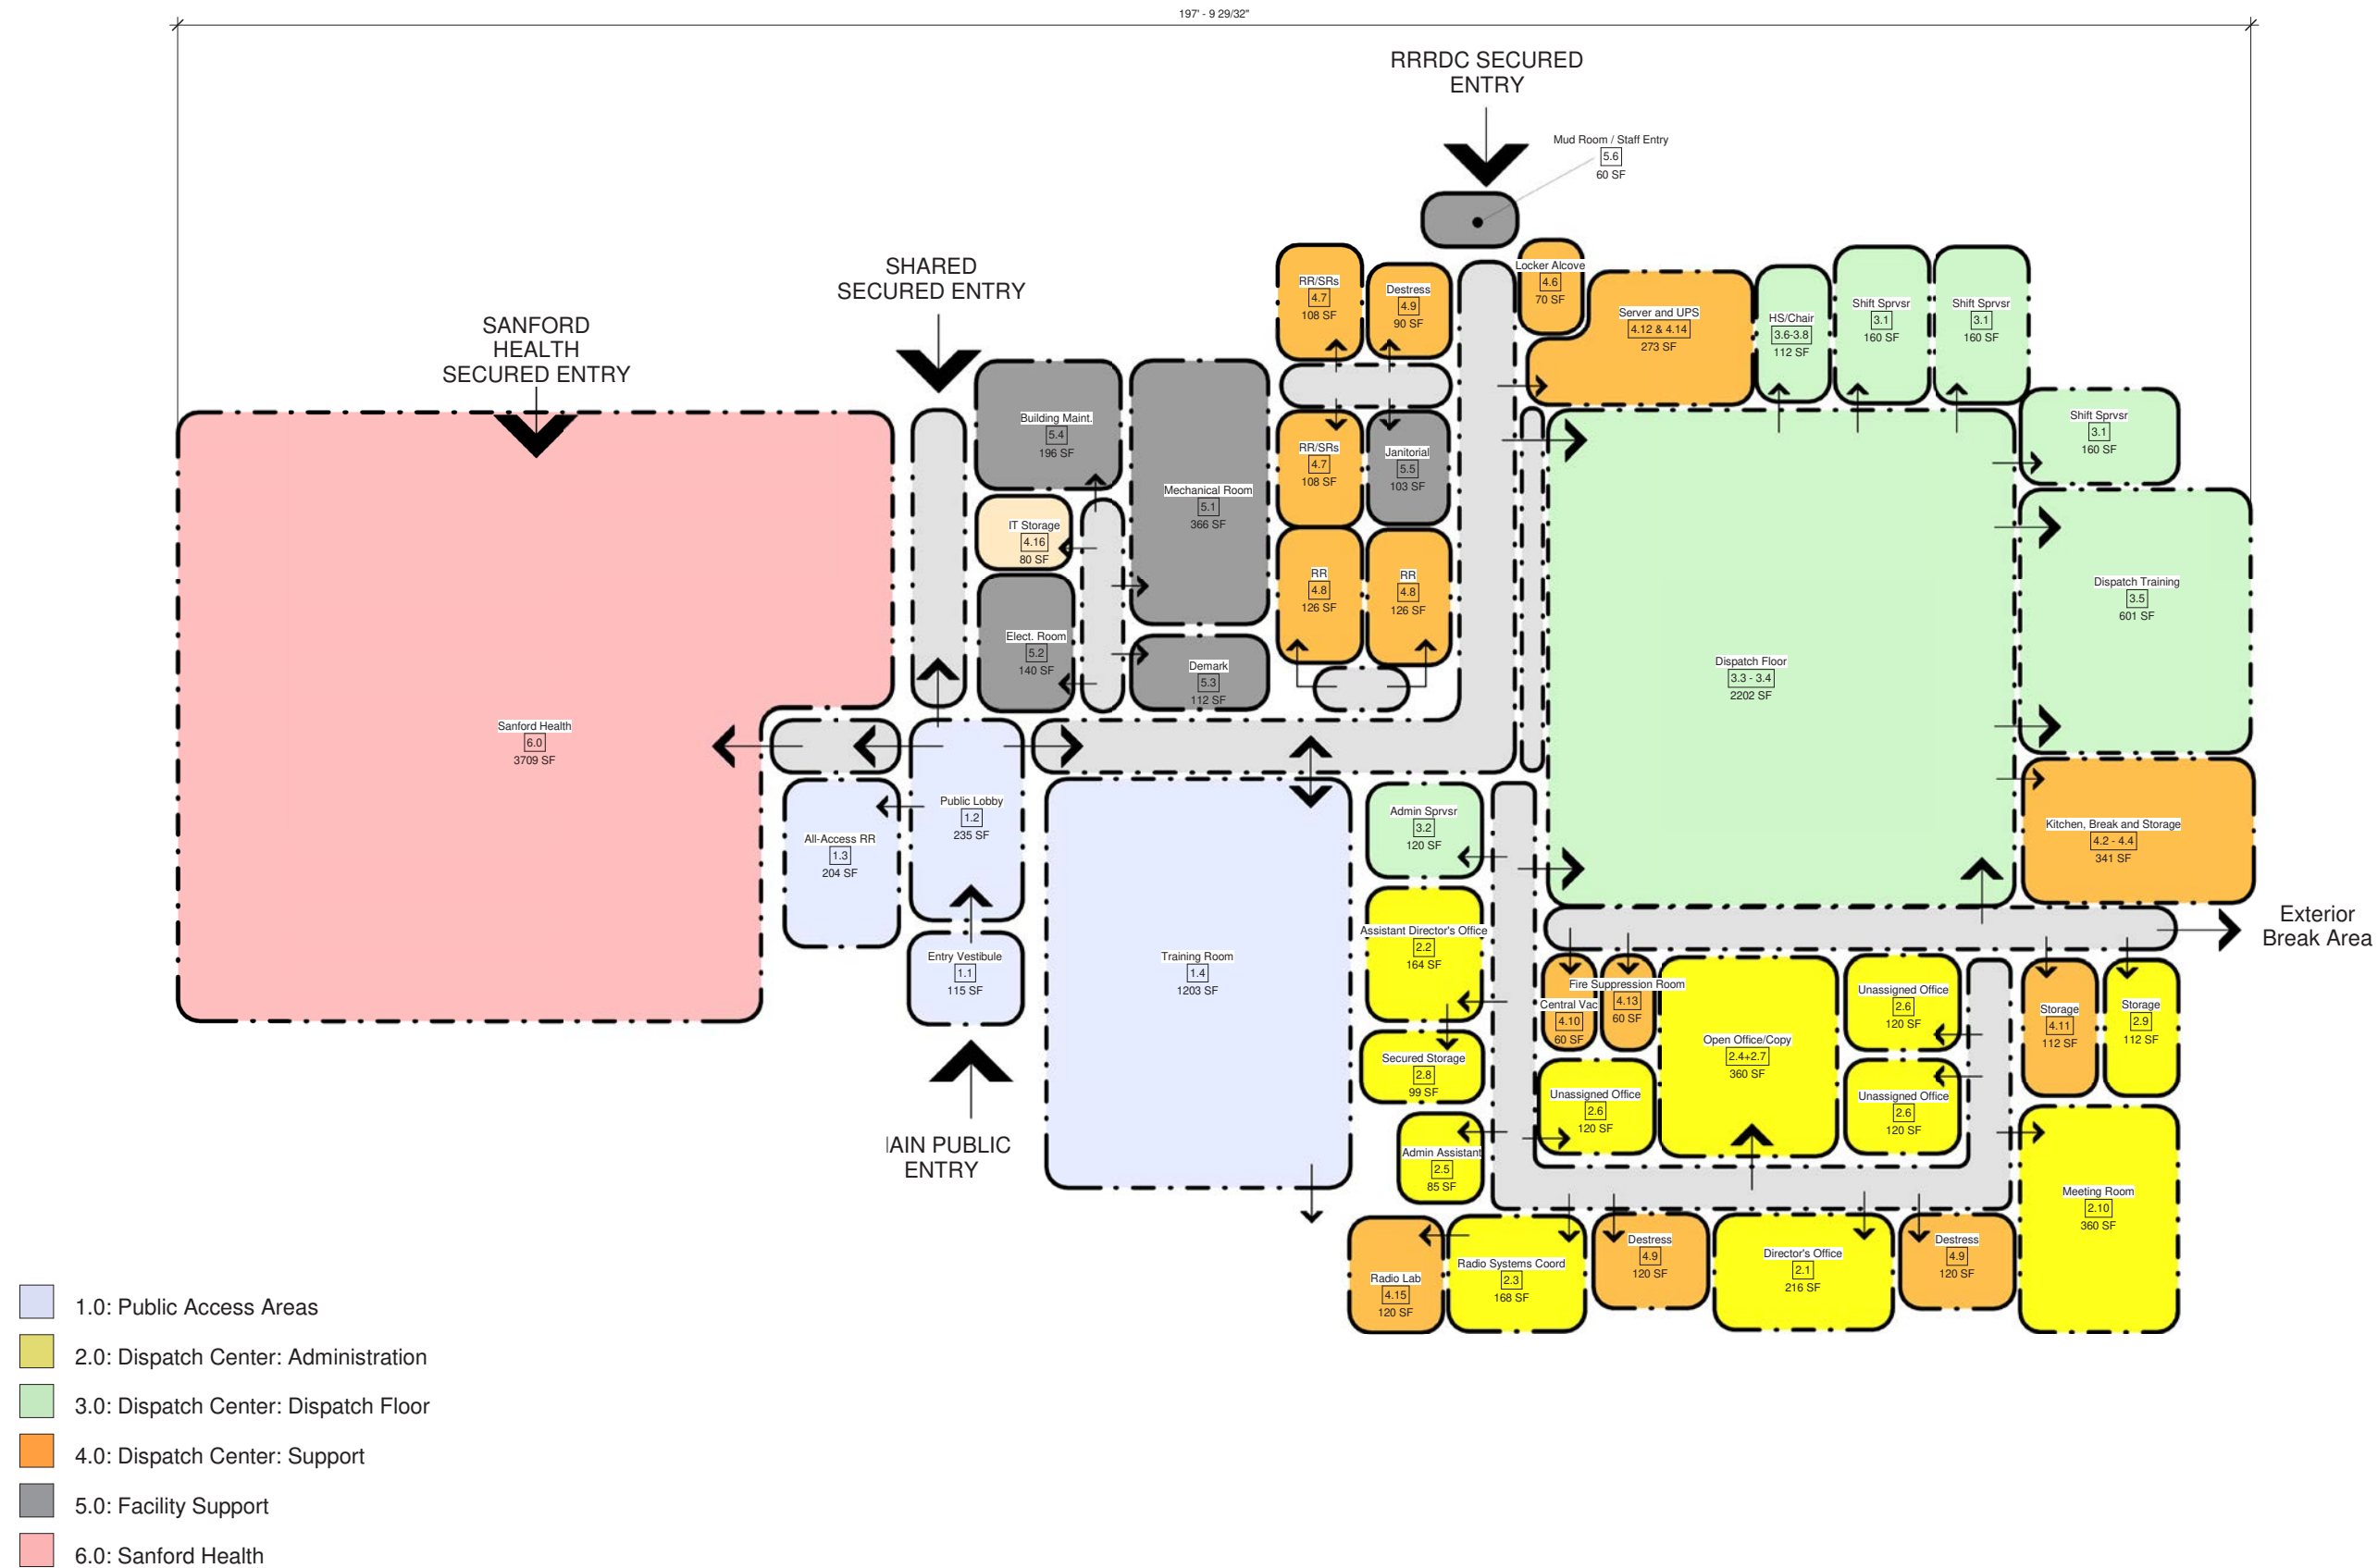 197' - 9 29/32"
RRRDC SECURED
ENTRY
Mud Room / Staff Entry
5.6
60 SF
SHARED
SECURED ENTRY
SANFORD
HEALTH
SECURED ENTRY
RR/SRs
4.7
108 SF
Destress
4.9
90 SF
Locker Alcove
4.6
70 SF
Server and UPS
4.12 & 4.14
273 SF
HS/Chair
3.6-3.8
112 SF
Shift Sprvsr
3.1
160 SF
Shift Sprvsr
3.1
160 SF
Shift Sprvsr
3.1
160 SF
Building Maint.
5.4
196 SF
Mechanical Room
5.1
366 SF
RR/SRs
4.7
108 SF
Janitorial
5.5
103 SF
IT Storage
4.16
80 SF
RR
4.8
126 SF
RR
4.8
126 SF
Dispatch Training
3.5
601 SF
Elect. Room
5.2
140 SF
Demark
5.3
112 SF
Dispatch Floor
3.3 - 3.4
2202 SF
Sanford Health
6.0
3709 SF
Public Lobby
1.2
235 SF
All-Access RR
1.3
204 SF
Admin Sprvsr
3.2
120 SF
Kitchen, Break and Storage
4.2 - 4.4
341 SF
Exterior
Break Area
Entry Vestibule
1.1
115 SF
Training Room
1.4
1203 SF
Assistant Director's Office
2.2
164 SF
Central Vac
4.10
60 SF
Fire Suppression Room
4.13
60 SF
Open Office/Copy
2.4+2.7
360 SF
Unassigned Office
2.6
120 SF
Storage
4.11
112 SF
Storage
2.9
112 SF
Secured Storage
2.8
99 SF
Unassigned Office
2.6
120 SF
Unassigned Office
2.6
120 SF
AIN PUBLIC
ENTRY
Admin Assistant
2.5
85 SF
Meeting Room
2.10
360 SF
Radio Lab
4.15
120 SF
Radio Systems Coord
2.3
168 SF
Destress
4.9
120 SF
Director's Office
2.1
216 SF
Destress
4.9
120 SF
1.0: Public Access Areas
2.0: Dispatch Center: Administration
3.0: Dispatch Center: Dispatch Floor
4.0: Dispatch Center: Support
5.0: Facility Support
6.0: Sanford Health